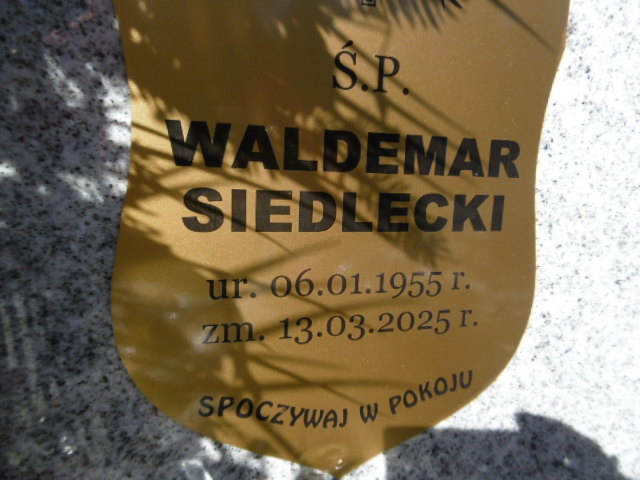 Ś.P.
WALDEMAR
SIEDLECKI
ur. 06.01.1955 r.
zm. 13.03.2025 r.
SPOCZYWAJ W POKOJU